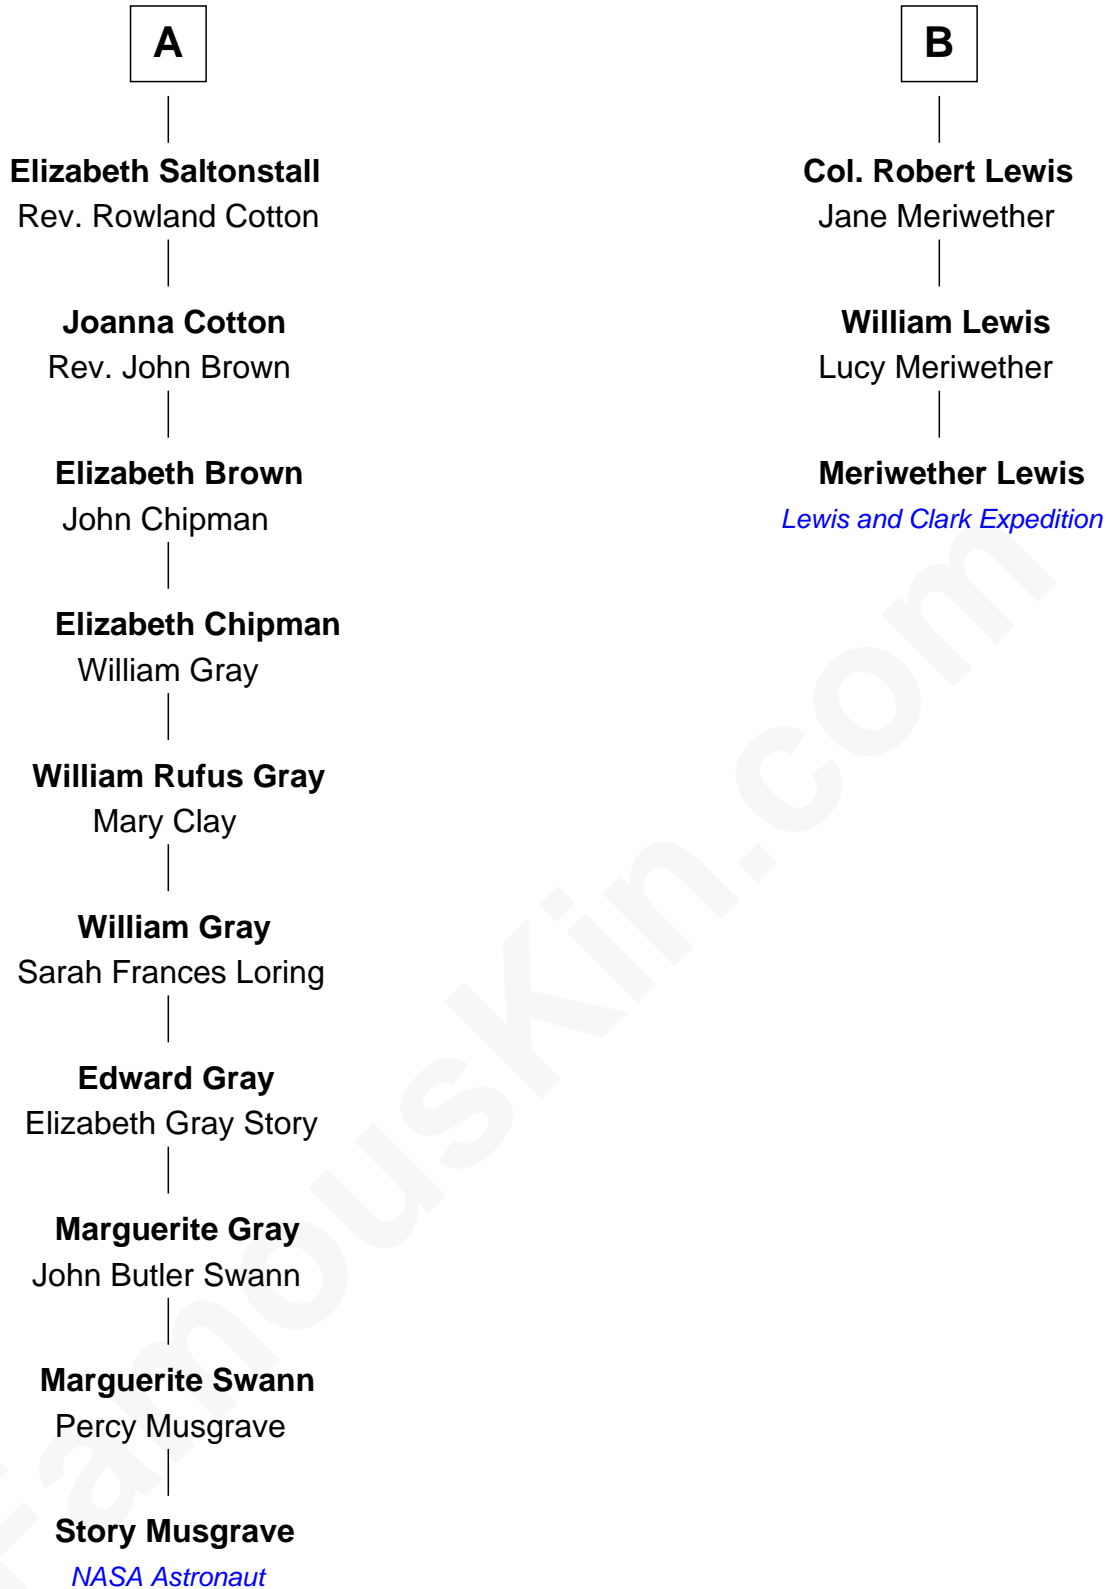 A
Elizabeth Saltonstall
Rev. Rowland Cotton
Joanna Cotton
Rev. John Brown
Elizabeth Brown
John Chipman
Elizabeth Chipman
William Gray
William Rufus Gray
Mary Clay
William Gray
Sarah Frances Loring
Edward Gray
Elizabeth Gray Story
Marguerite Gray
John Butler Swann
Marguerite Swann
Percy Musgrave
Story Musgrave
NASA Astronaut
B
Col. Robert Lewis
Jane Meriwether
William Lewis
Lucy Meriwether
Meriwether Lewis
Lewis and Clark Expedition
FamousKin.com